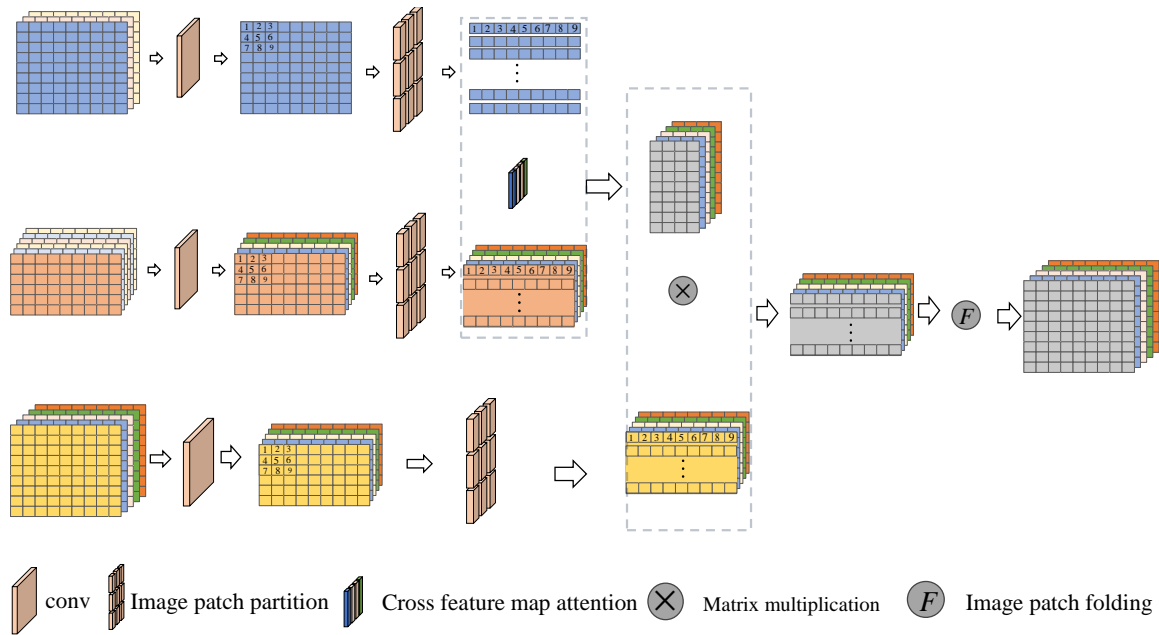 1 2 3
4 5 6
7 8 9
1 2 3 4 5 6 7 8 9
1 2 3
4 5 6
7 8 9
1 2 3 4 5 6 7 8 9
×
F
1 2 3
4 5 6
7 8 9
1 2 3 4 5 6 7 8 9
conv
Image patch partition
Cross feature map attention
× Matrix multiplication
F Image patch folding